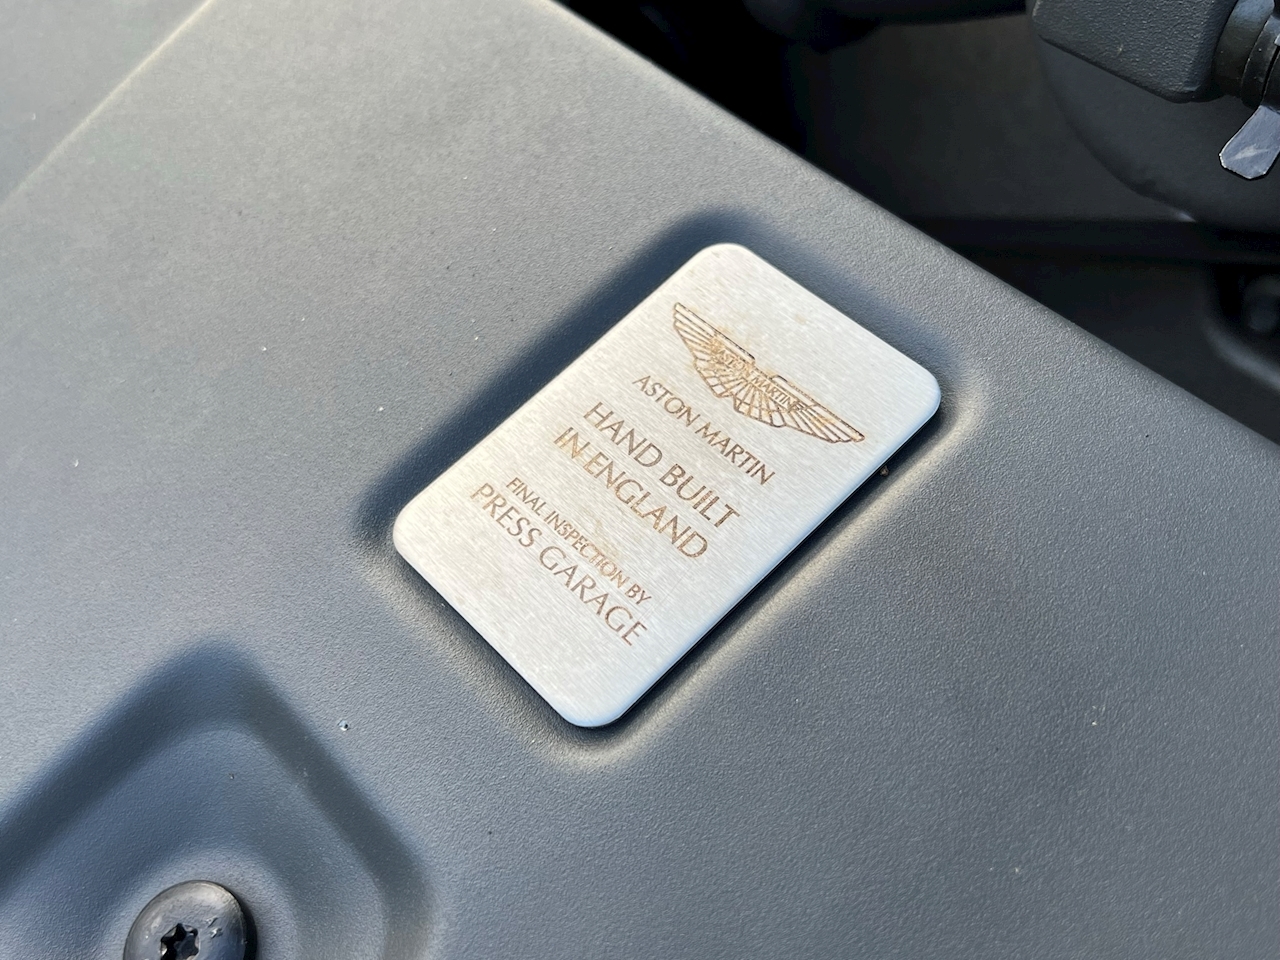 ASTON MARTIN
ASTON MARTIN
HAND BUILT
IN ENGLAND
FINAL INSPECTION BY
PRESS GARAGE